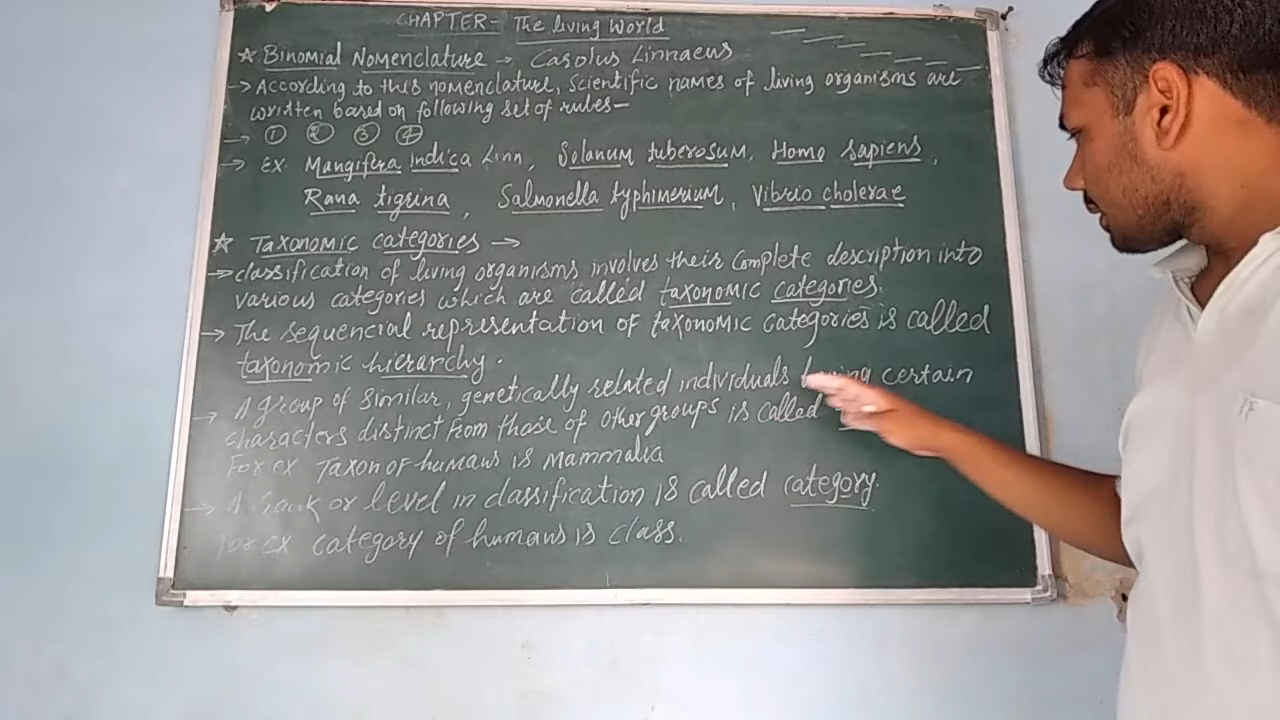 CHAPTER- The living World
☆ Binomial Nomenclature → Carolus Linnaeus
→ According to this nomenclature, Scientific names of living organisms are
written based on following set of rules-
→ ① ② ③ ④
→ Ex. Mangifera indica Linn, Solanum tuberosum, Homo sapiens,
Rana tigrina, Salmonella typhimerium, Vibrio cholerae
☆ Taxonomic categories →
→ classification of living organisms involves their Complete description into
various categories which are called taxonomic categories.
→ The sequencial representation of taxonomic categories is called
taxonomic hierarchy.
→ A group of similar, genetically related individuals certain
characters distinct from those of other groups is called
For ex Taxon of humans is Mammalia
→ A rank or level in classification is called category.
For ex category of humans is class.